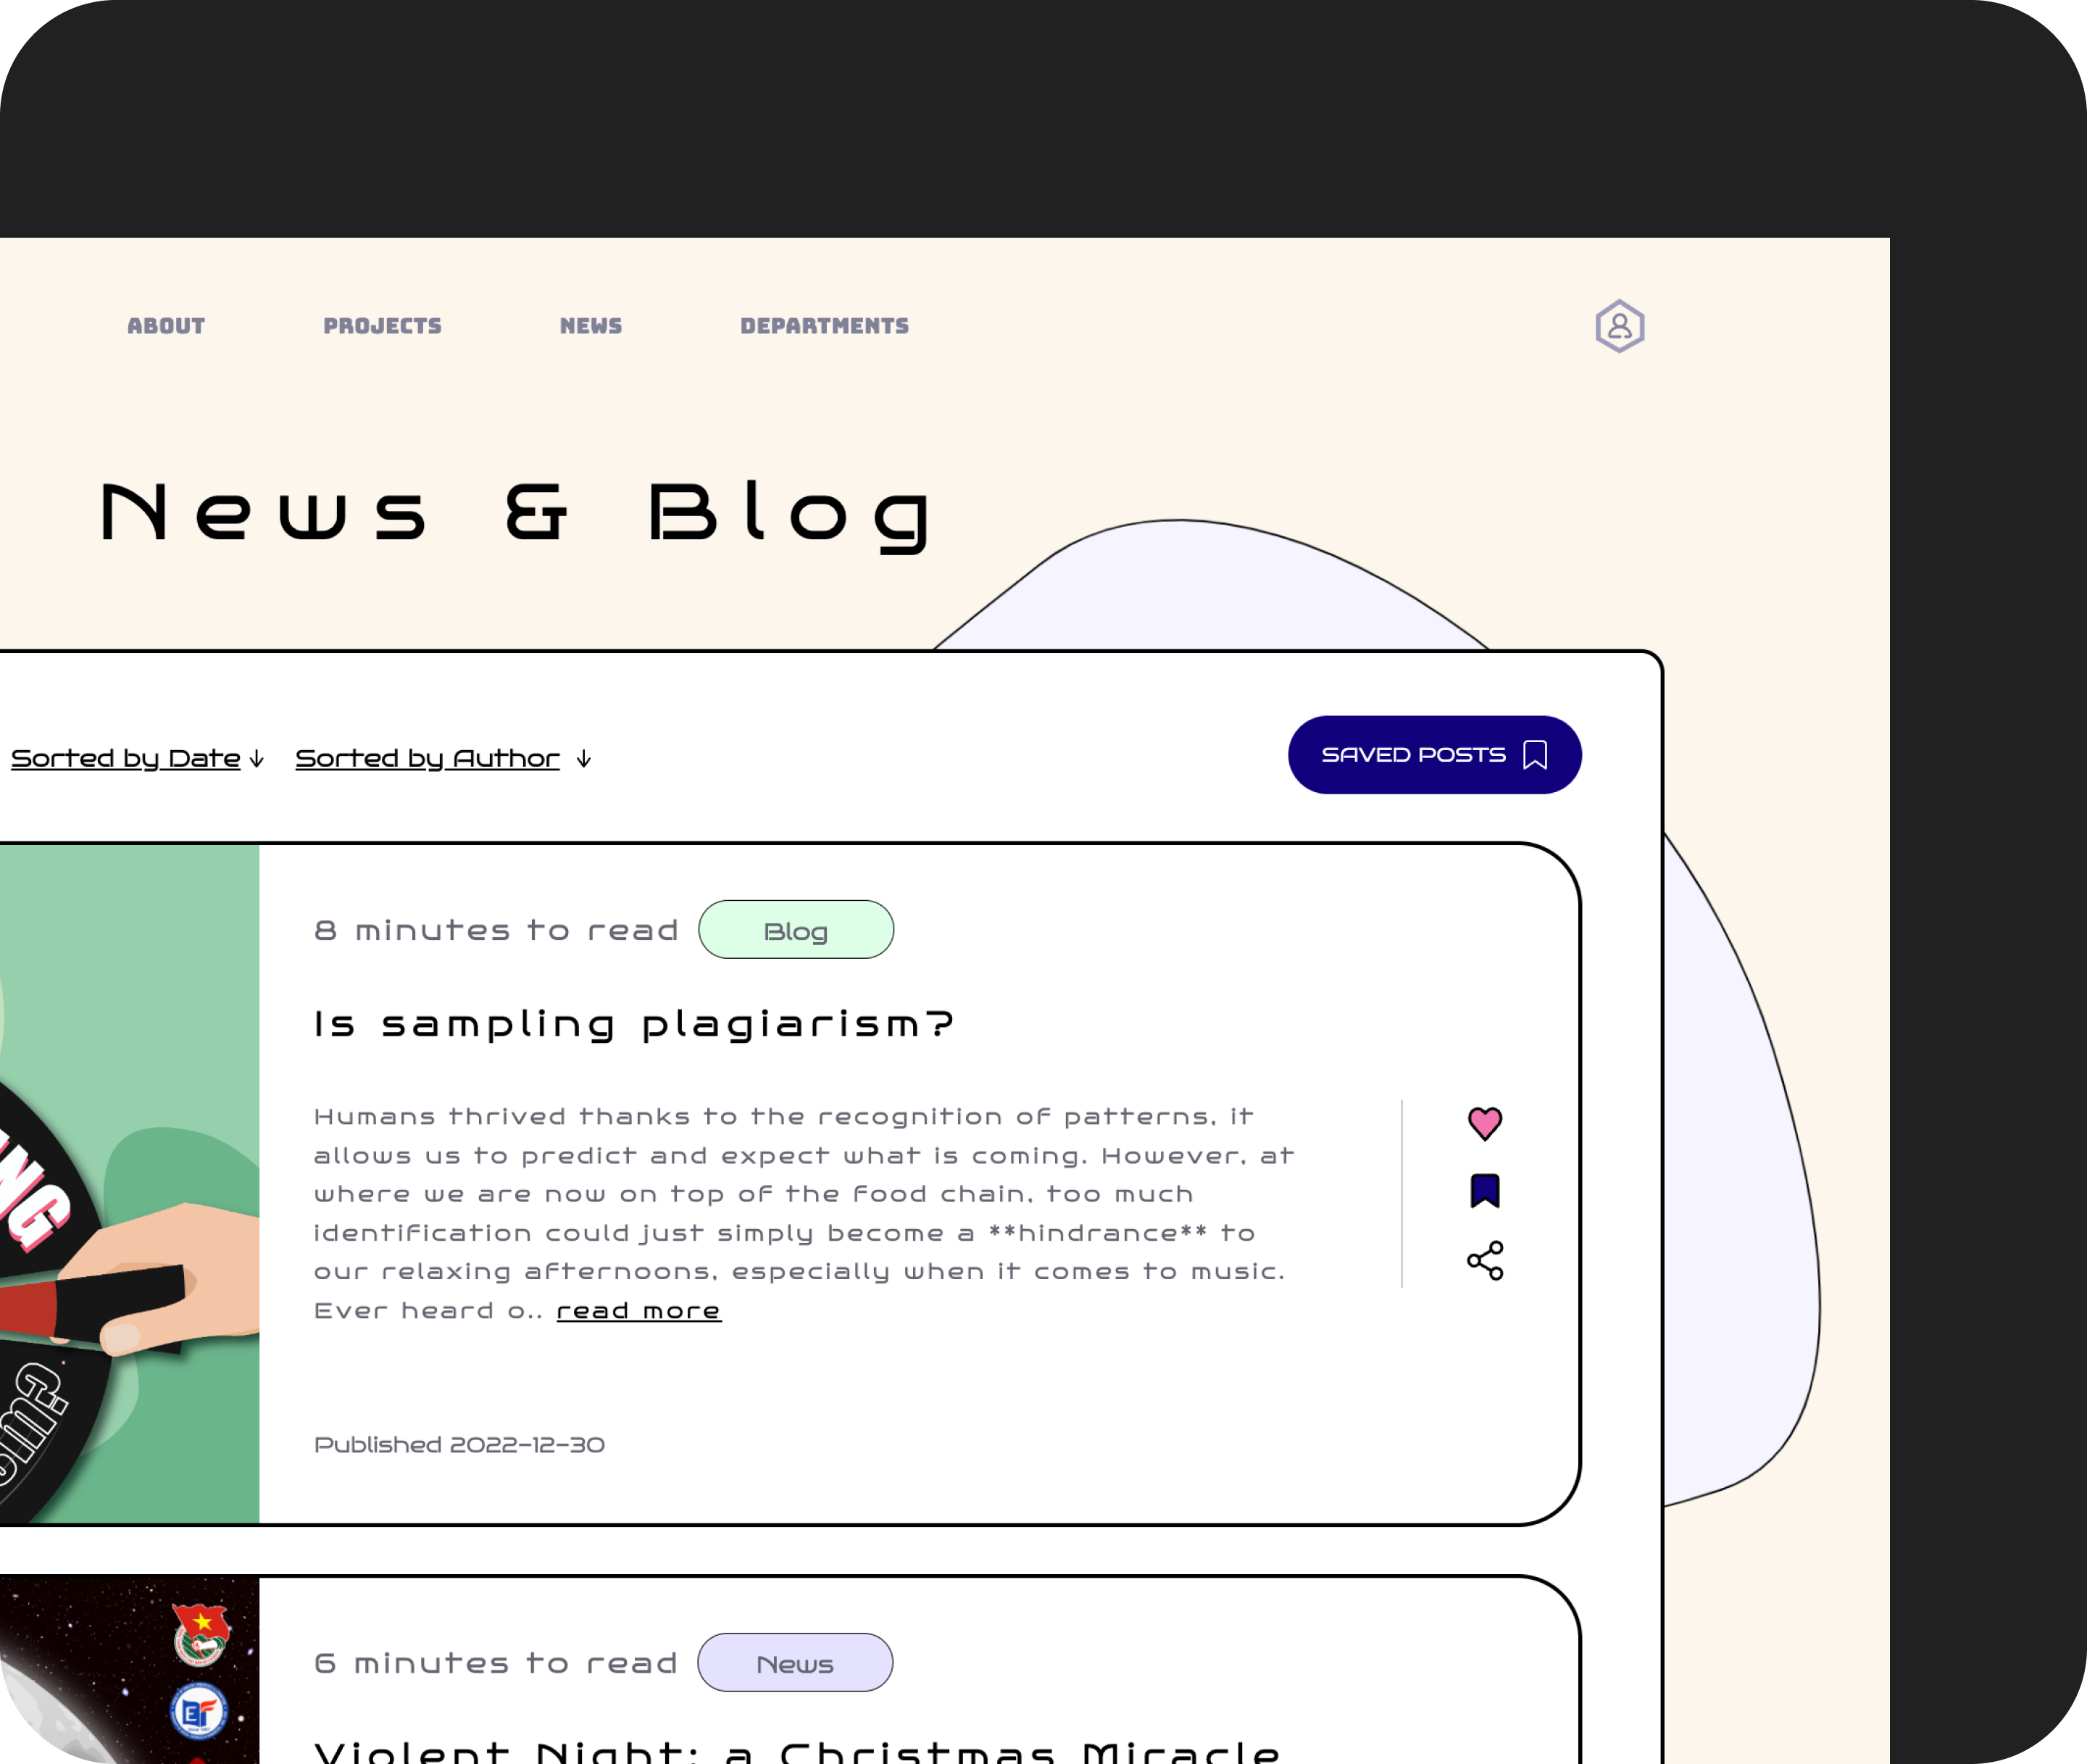 ABOUT PROJECTS NEWS DEPARTMENTS
News & Blog
Sorted by Date ↓ Sorted by Author ↓
SAVED POSTS
8 minutes to read Blog
Is sampling plagiarism?
Humans thrived thanks to the recognition of patterns, it
allows us to predict and expect what is coming. However, at
where we are now on top of the food chain, too much
identification could just simply become a **hindrance** to
our relaxing afternoons, especially when it comes to music.
Ever heard o.. read more
Published 2022-12-30
6 minutes to read News
Violent Night: a Christmas Miracle